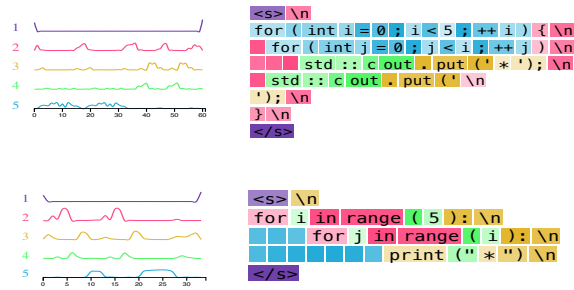 1
2
3
4
5
0 10 20 30 40 50 60
<s> \n
for ( int i = 0 ; i < 5 ; ++ i ) { \n
for ( int j = 0 ; j < i ; ++ j ) \n
std :: c out . put (' * '); \n
std :: c out . put (' \n
'); \n
} \n
</s>
1
2
3
4
5
0 5 10 15 20 25 30
<s> \n
for i in range ( 5 ): \n
for j in range ( i ): \n
print (" * ") \n
</s>